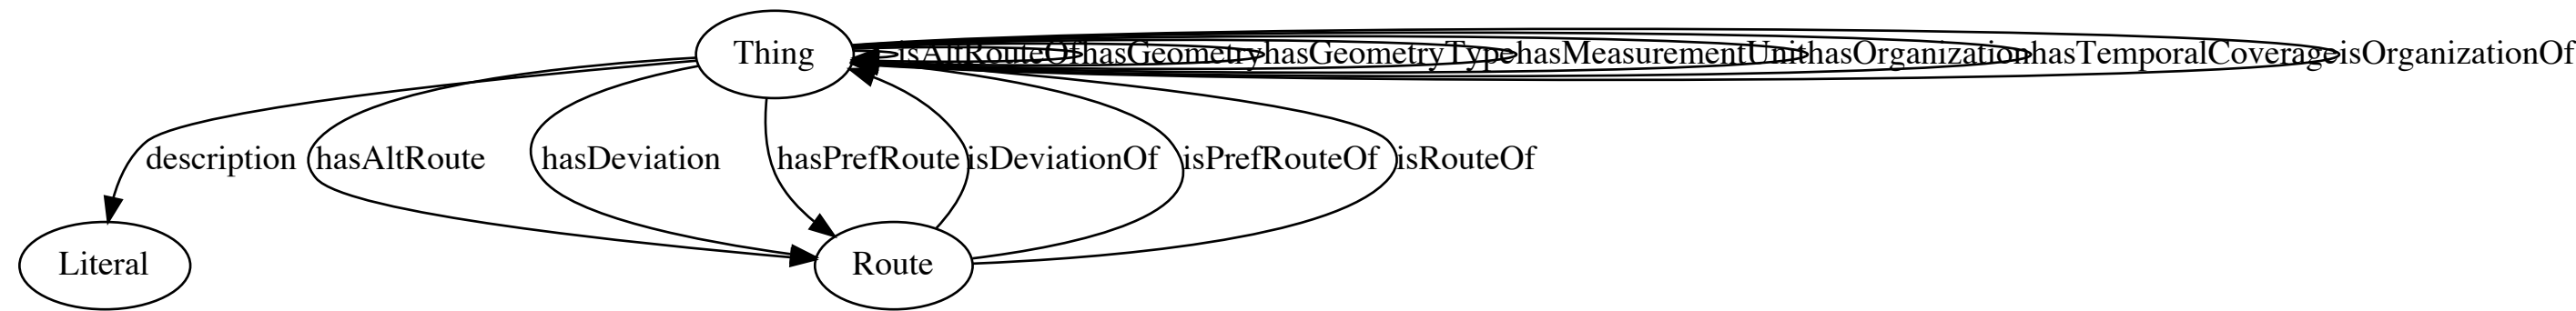 Thing
isAltRouteOf
hasGeometry
hasGeometryType
hasMeasurementUnit
hasOrganization
hasTemporalCoverage
isOrganizationOf
description
hasAltRoute
hasDeviation
hasPrefRoute
isDeviationOf
isPrefRouteOf
isRouteOf
Literal
Route